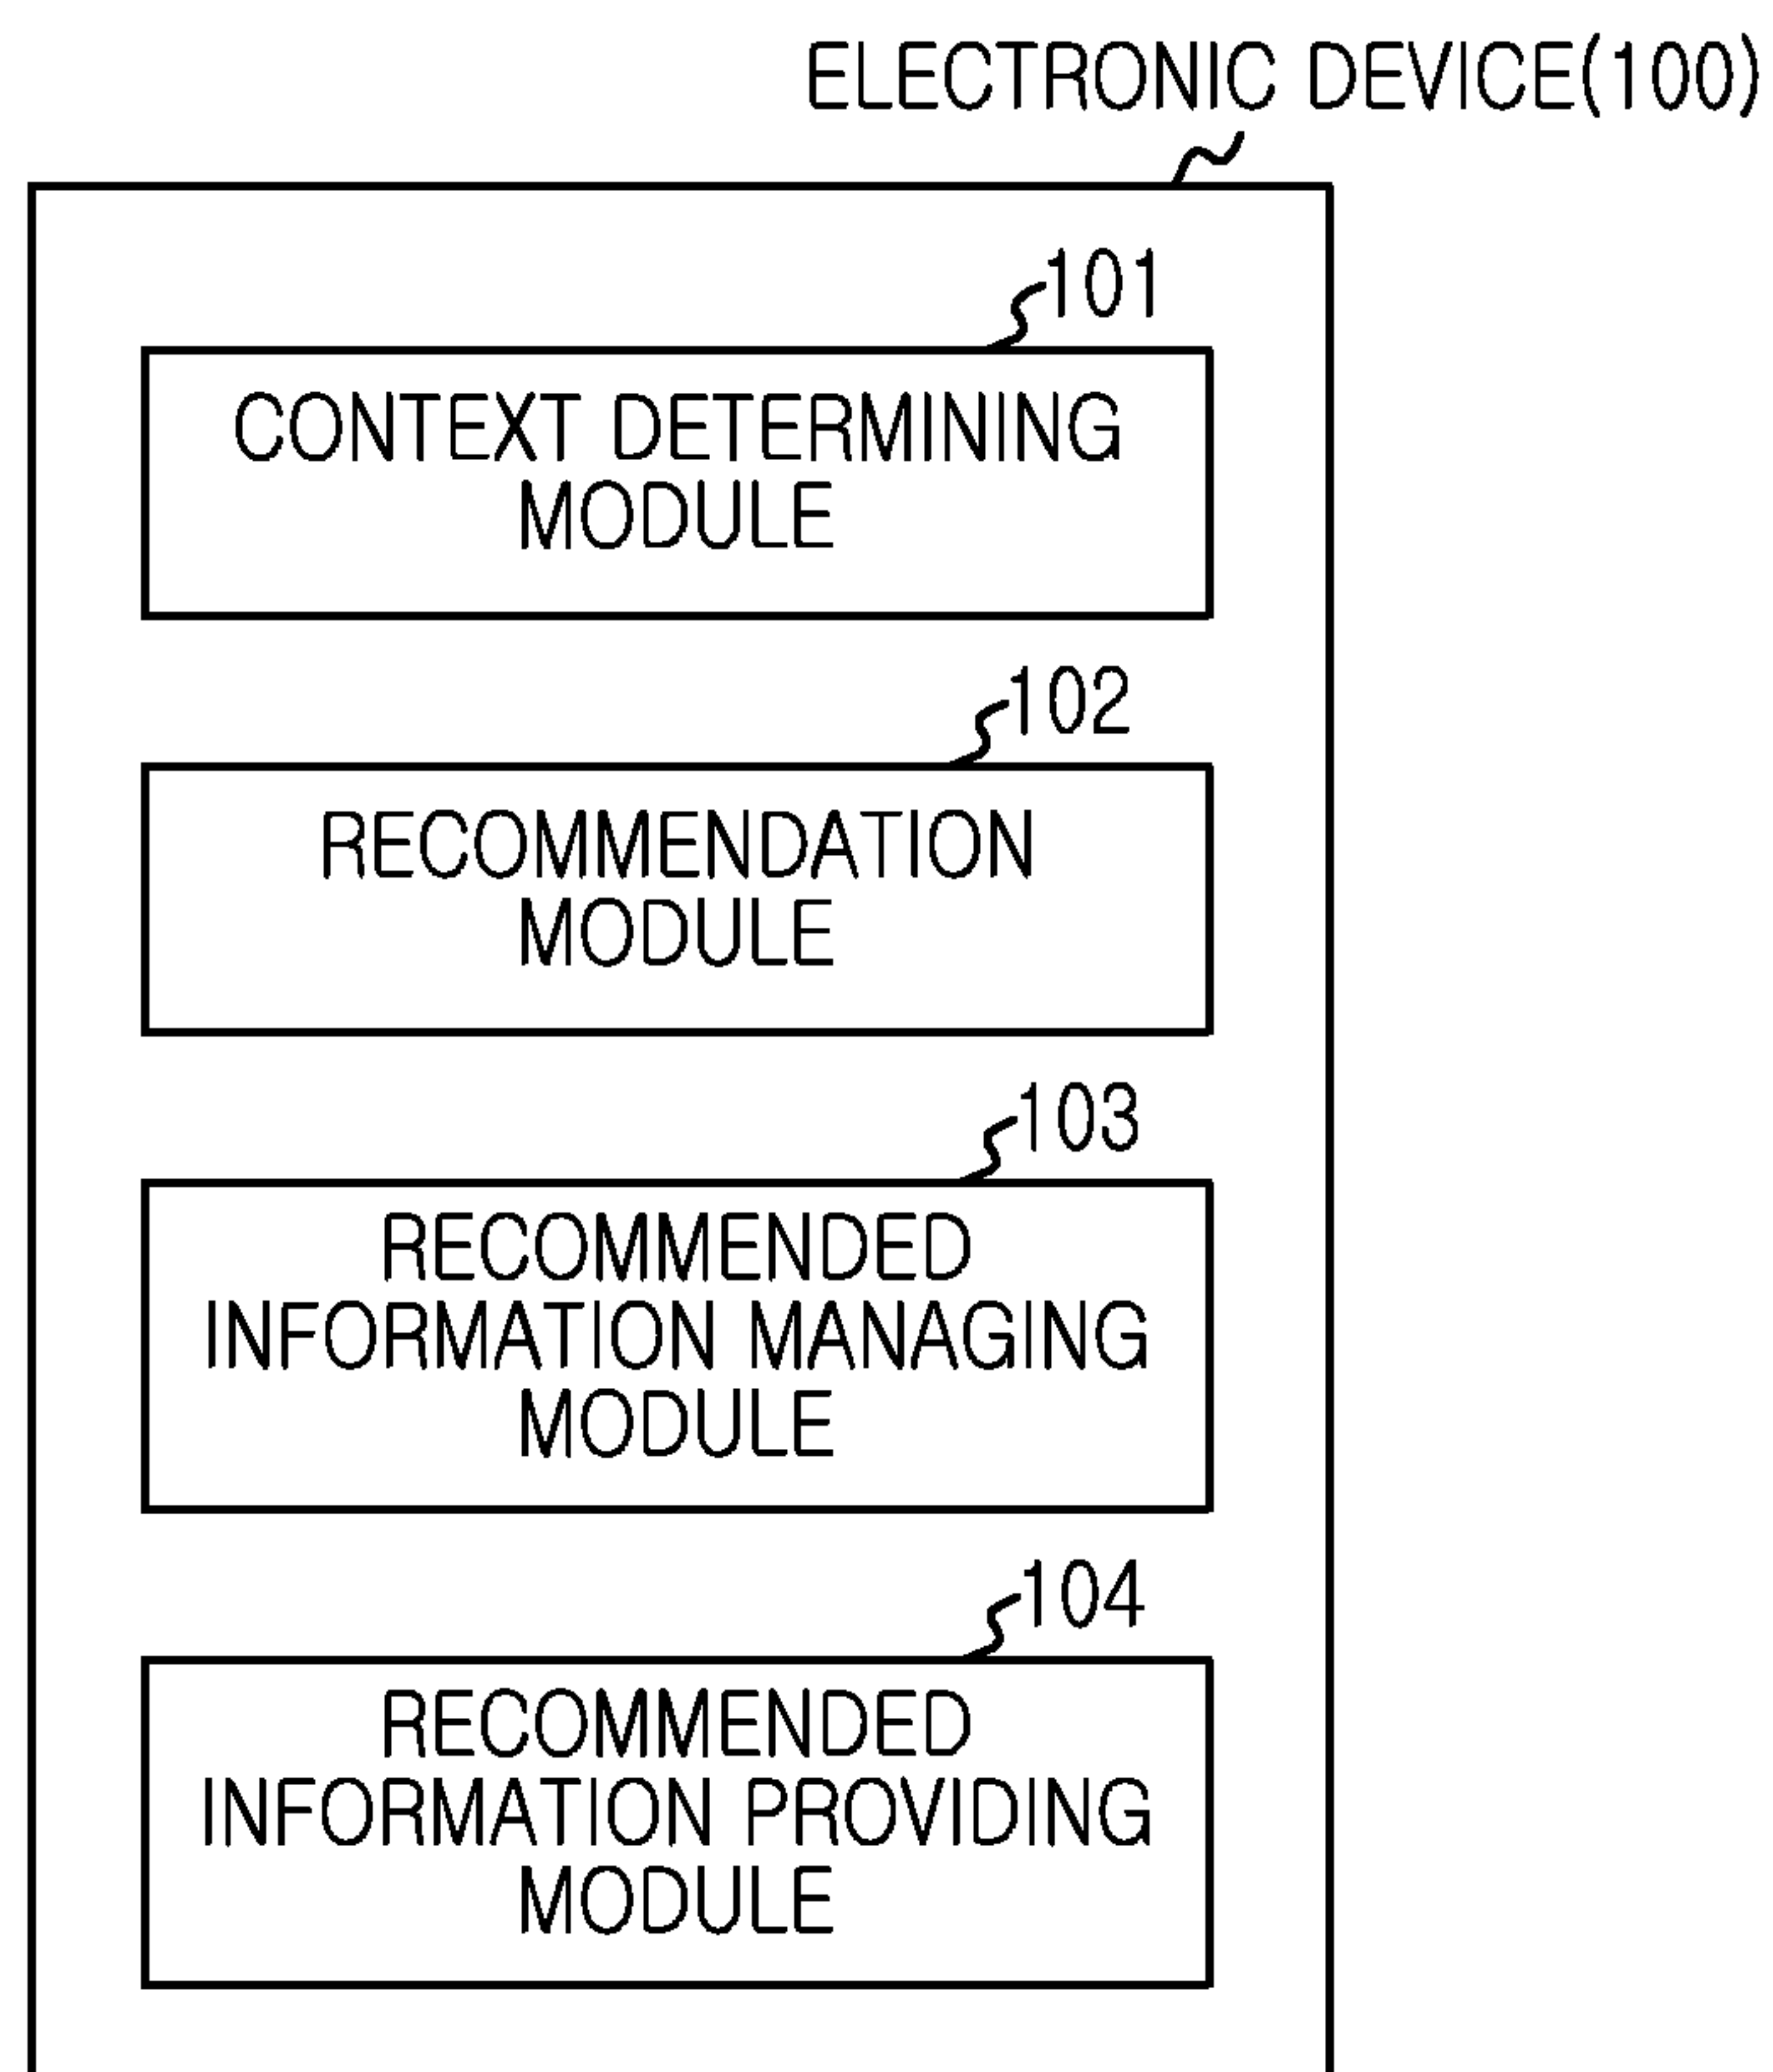 ELECTRONIC DEVICE(100)
101
CONTEXT DETERMINING
MODULE
102
RECOMMENDATION
MODULE
103
RECOMMENDED
INFORMATION MANAGING
MODULE
104
RECOMMENDED
INFORMATION PROVIDING
MODULE